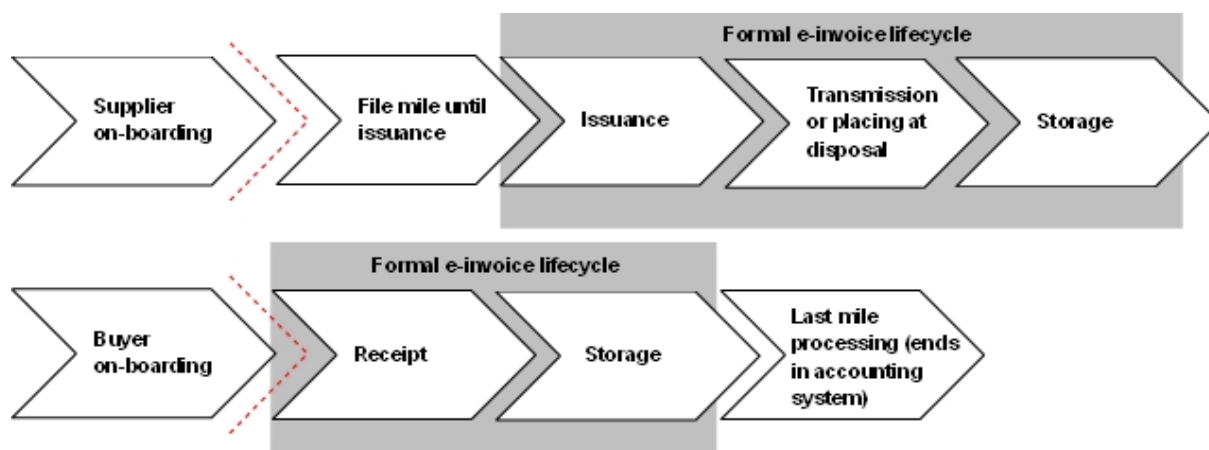 Formal e-invoice lifecycle
Supplier
on-boarding
File mile until
issuance
Issuance
Transmission
or placing at
disposal
Storage
Formal e-invoice lifecycle
Buyer
on-boarding
Receipt
Storage
Last mile
processing (ends
in accounting
system)